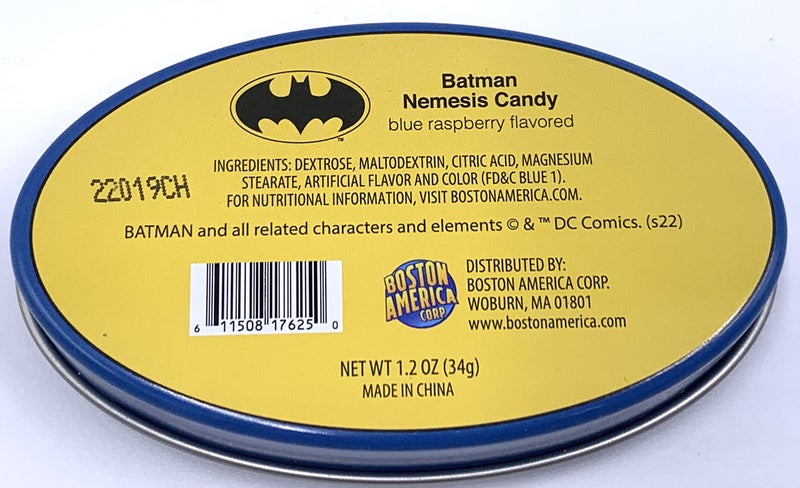 Batman
Nemesis Candy
blue raspberry flavored
TM
INGREDIENTS: DEXTROSE, MALTODEXTRIN, CITRIC ACID, MAGNESIUM
STEARATE, ARTIFICIAL FLAVOR AND COLOR (FD&C BLUE 1).
FOR NUTRITIONAL INFORMATION, VISIT BOSTONAMERICA.COM.
22019CH
BATMAN and all related characters and elements © & ™ DC Comics. (s22)
6 11508 17625 0
BOSTON
AMERICA
CORP
DISTRIBUTED BY:
BOSTON AMERICA CORP.
WOBURN, MA 01801
www.bostonamerica.com
NET WT 1.2 OZ (34g)
MADE IN CHINA